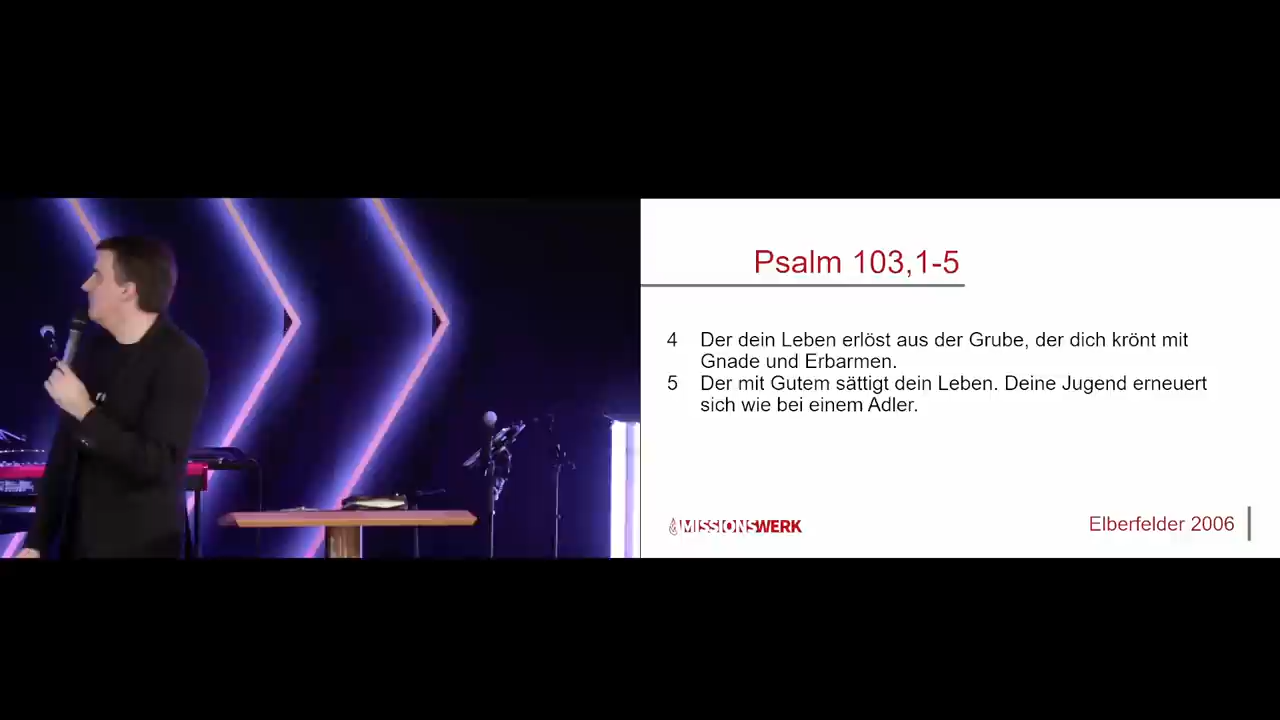 Psalm 103,1-5
4 Der dein Leben erlöst aus der Grube, der dich krönt mit
Gnade und Erbarmen.
5 Der mit Gutem sättigt dein Leben. Deine Jugend erneuert
sich wie bei einem Adler.
MISSIONSWERK
Elberfelder 2006